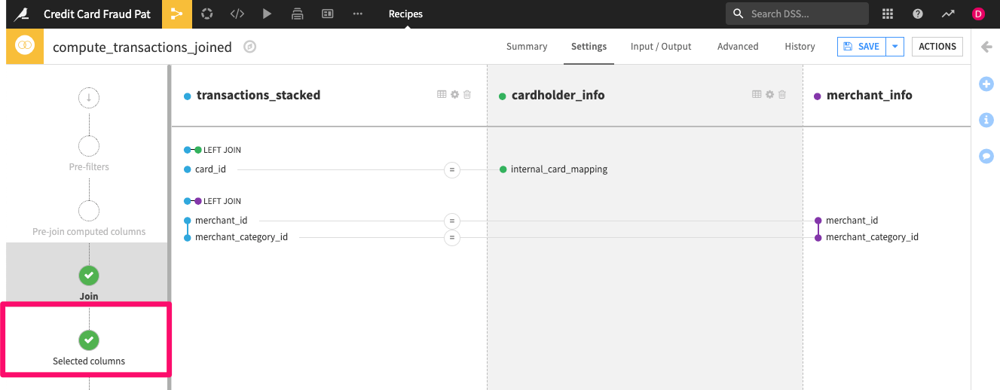 Credit Card Fraud Pat
Recipes
Search DSS...
D
compute_transactions_joined
Summary
Settings
Input / Output
Advanced
History
SAVE
ACTIONS
Pre-filters
Pre-join computed columns
Join
Selected columns
transactions_stacked
cardholder_info
merchant_info
LEFT JOIN
card_id = internal_card_mapping
LEFT JOIN
merchant_id = merchant_id
merchant_category_id = merchant_category_id